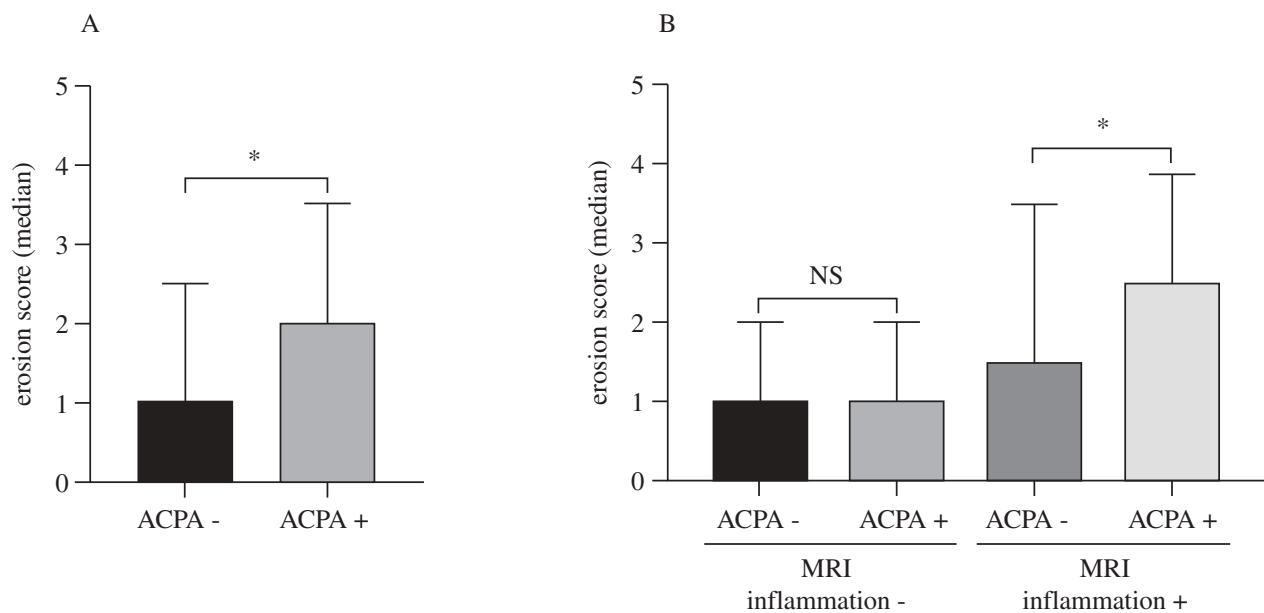 A
erosion score (median)
5
4
3
2
1
0
*
ACPA -
ACPA +
B
erosion score (median)
5
4
3
2
1
0
NS
*
ACPA -
ACPA +
ACPA -
ACPA +
MRI
inflammation -
MRI
inflammation +